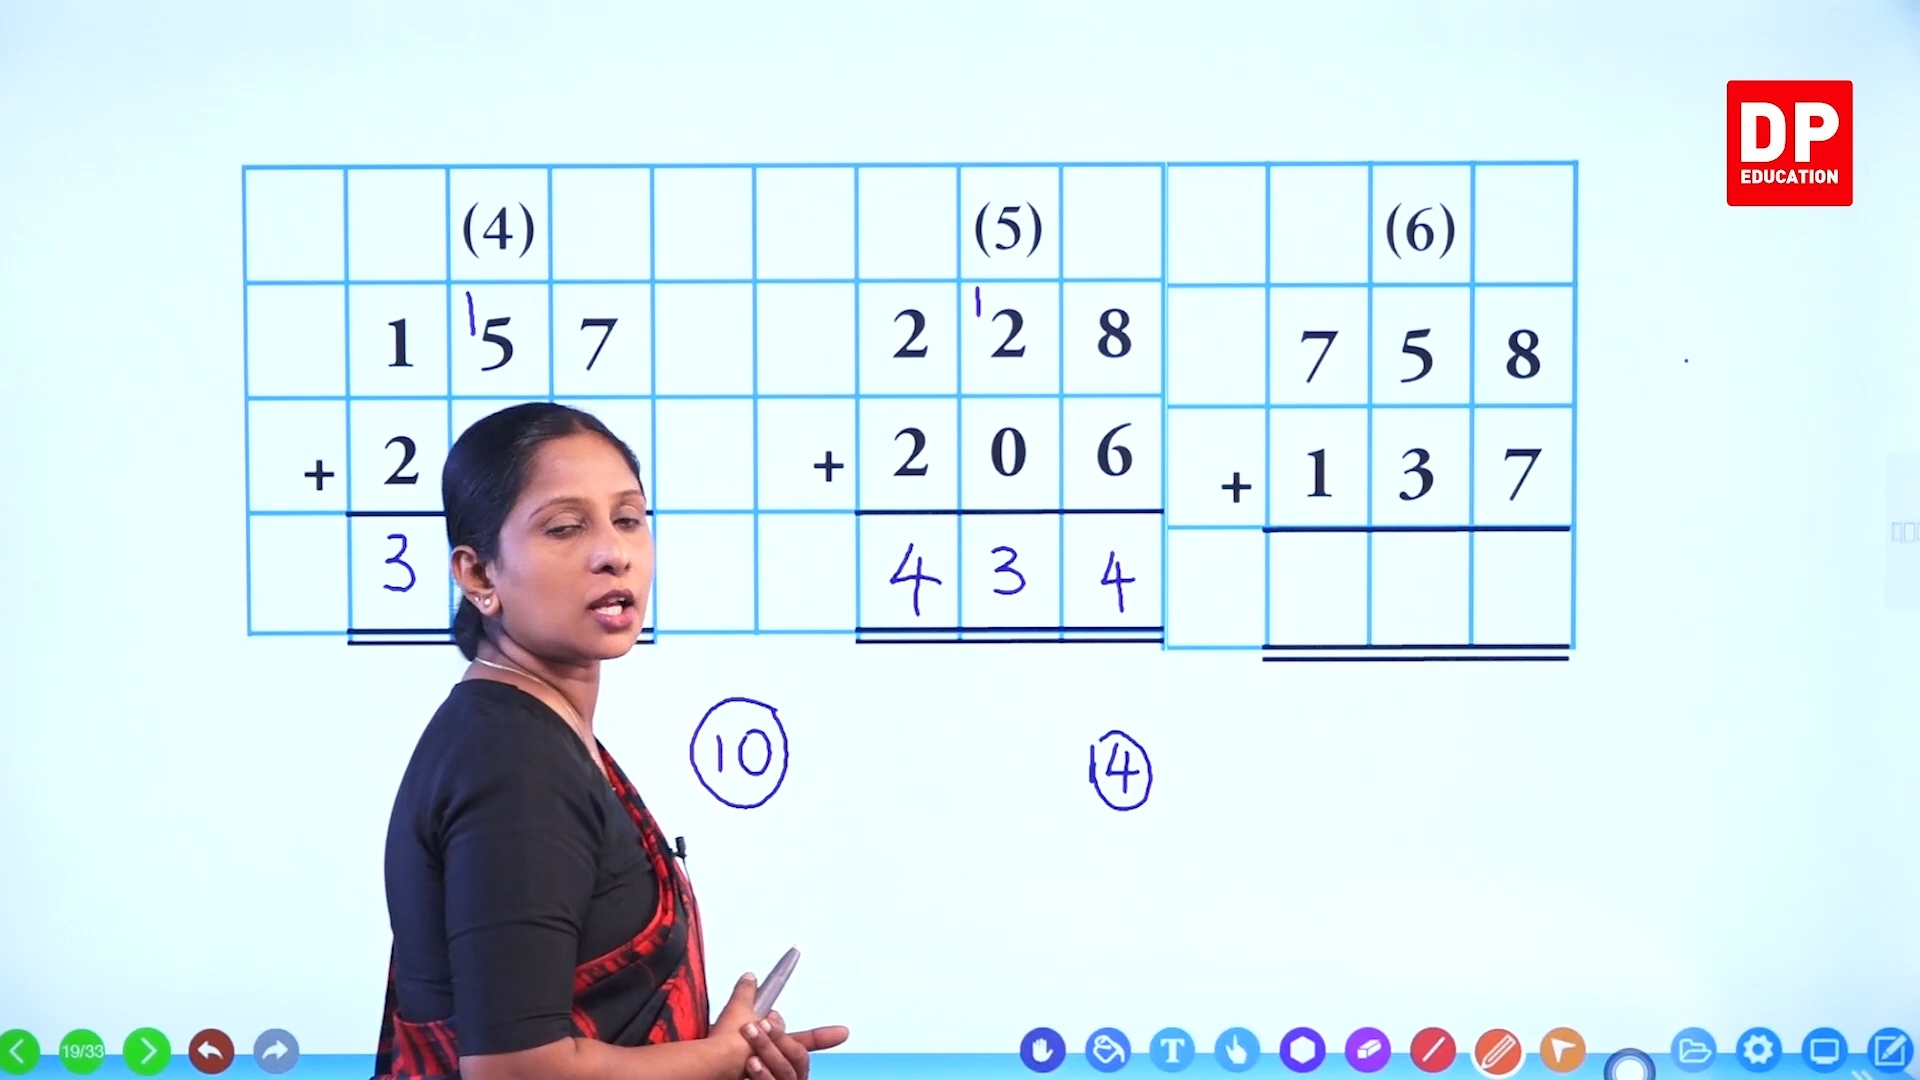 DP
EDUCATION
(4) (5) (6)
1 ¹5 7 2 ¹2 8 7 5 8
+ 2 + 2 0 6 + 1 3 7
3 4 3 4
10 14
19/33
T